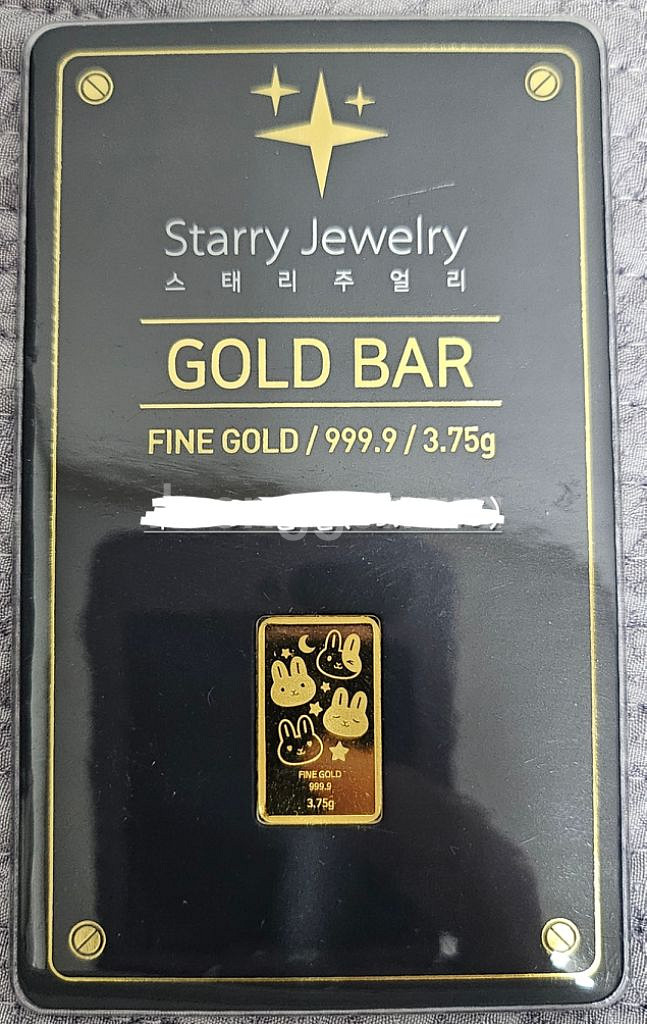 Starry Jewelry
스태리주얼리
GOLD BAR
FINE GOLD / 999.9 / 3.75g
FINE GOLD
999.9
3.75g